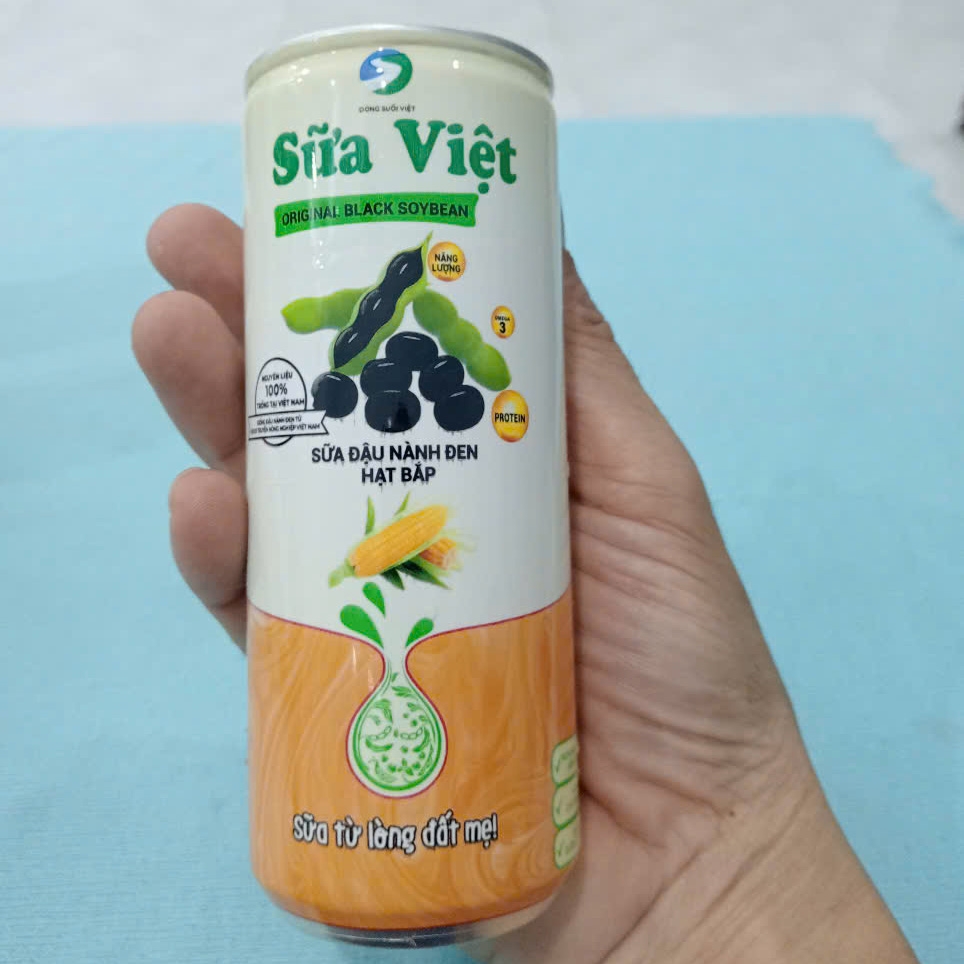 DÒNG SUỐI VIỆT
Sữa Việt
ORIGINAL BLACK SOYBEAN
NĂNG
LƯỢNG
OMEGA
3
NGUYÊN LIỆU
100%
TRỒNG TẠI VIỆT NAM
PROTEIN
SỮA ĐẬU NÀNH ĐEN
HẠT BẮP
Sữa từ lòng đất mẹ!